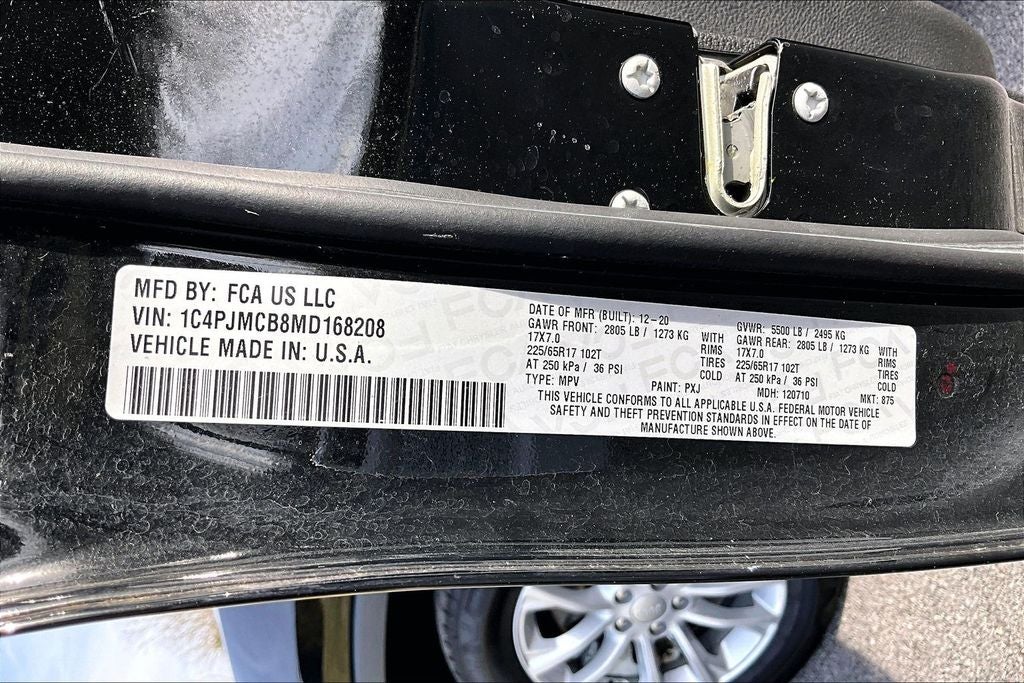 MFD BY: FCA US LLC
VIN: 1C4PJMCB8MD168208
VEHICLE MADE IN: U.S.A.
DATE OF MFR (BUILT): 12-20
GAWR FRONT: 2805 LB / 1273 KG WITH
17X7.0 RIMS
225/65R17 102T TIRES
AT 250 kPa / 36 PSI COLD
TYPE: MPV PAINT: PXJ
GVWR: 5500 LB / 2495 KG
GAWR REAR: 2805 LB / 1273 KG WITH
17X7.0 RIMS
225/65R17 102T TIRES
AT 250 kPa / 36 PSI COLD
MDH: 120710 MKT: 875
THIS VEHICLE CONFORMS TO ALL APPLICABLE U.S.A. FEDERAL MOTOR VEHICLE
SAFETY AND THEFT PREVENTION STANDARDS IN EFFECT ON THE DATE OF
MANUFACTURE SHOWN ABOVE.